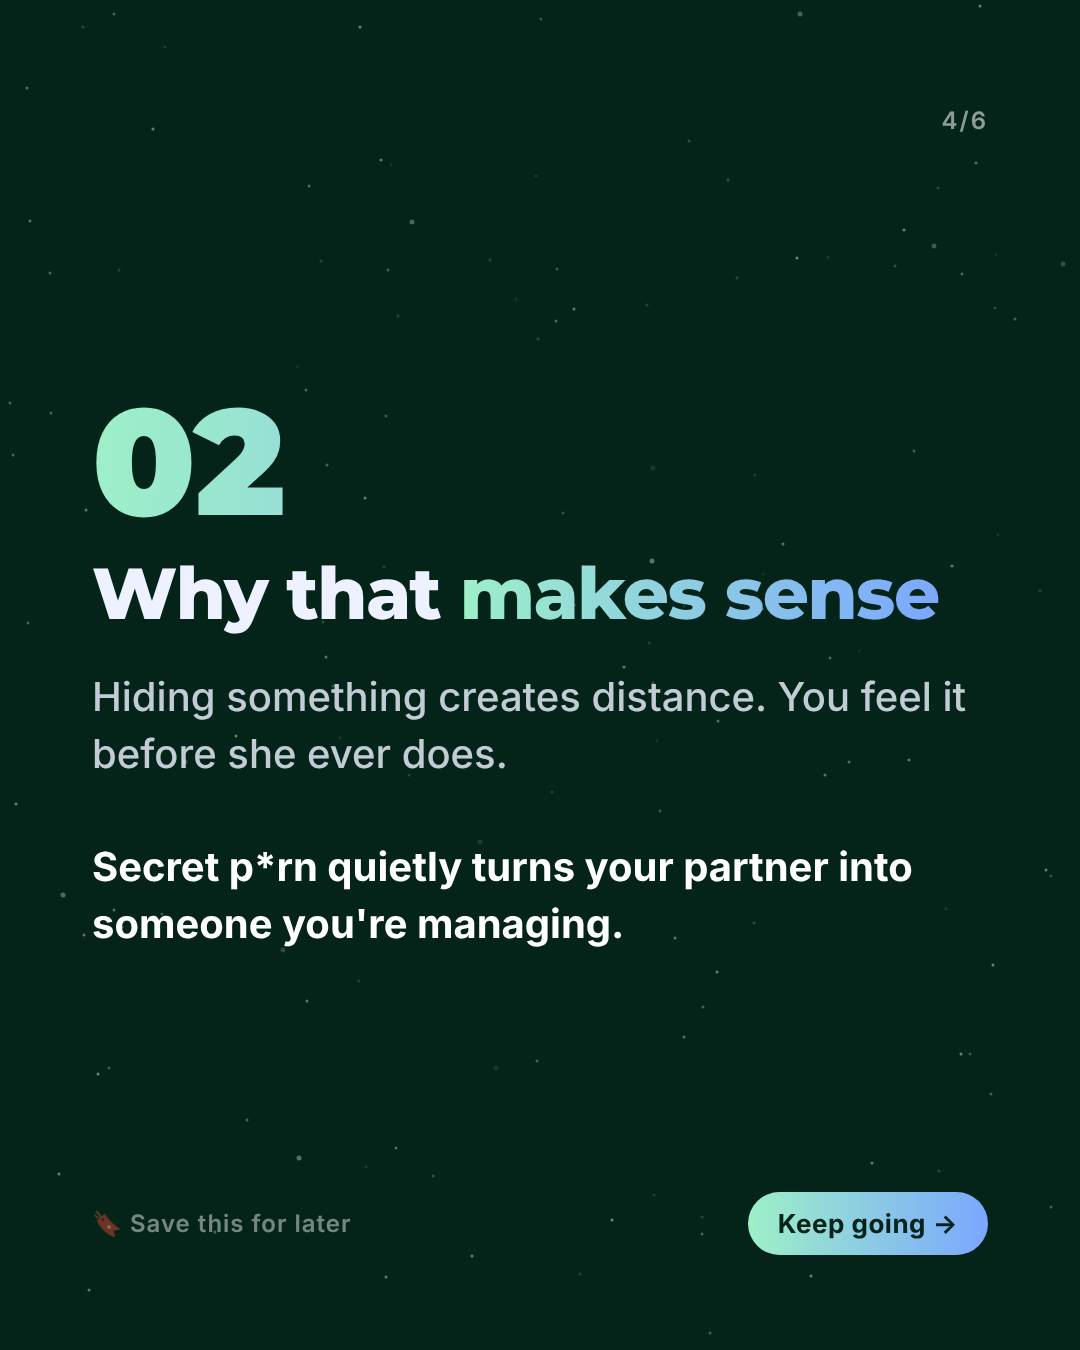 4/6
02
Why that makes sense
Hiding something creates distance. You feel it
before she ever does.
Secret p*rn quietly turns your partner into
someone you're managing.
🔖 Save this for later
Keep going →